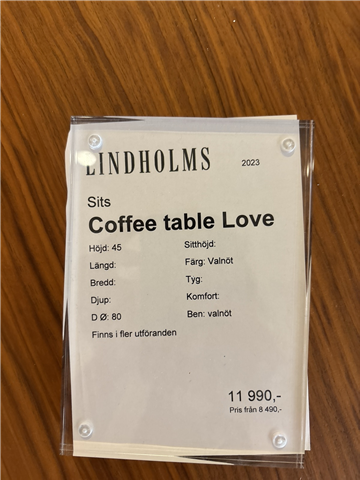 LINDHOLMS 2023
Sits
Coffee table Love
Höjd: 45 Sitthöjd:
Längd: Färg: Valnöt
Bredd: Tyg:
Djup: Komfort:
D Ø: 80 Ben: valnöt
Finns i fler utföranden
11 990,-
Pris från 8 490,-